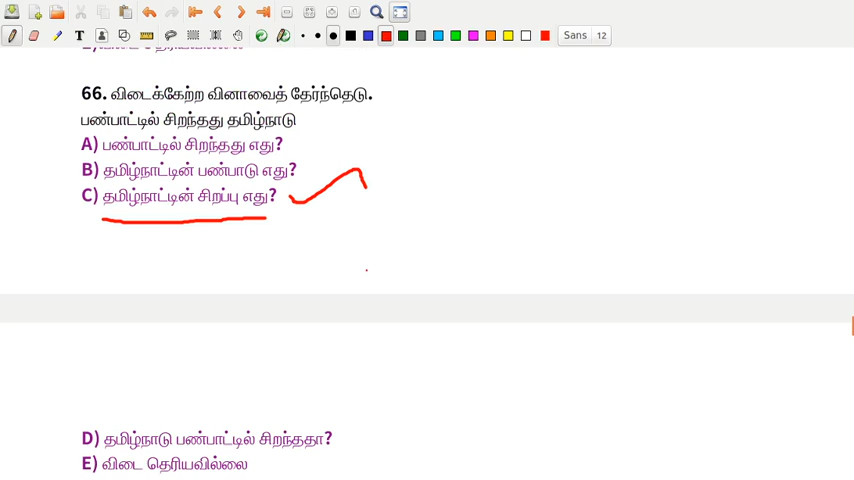 Sans 12
66. விடைக்கேற்ற வினாவைத் தேர்ந்தெடு.
பண்பாட்டில் சிறந்தது தமிழ்நாடு
A) பண்பாட்டில் சிறந்தது எது?
B) தமிழ்நாட்டின் பண்பாடு எது?
C) தமிழ்நாட்டின் சிறப்பு எது?
D) தமிழ்நாடு பண்பாட்டில் சிறந்ததா?
E) விடை தெரியவில்லை